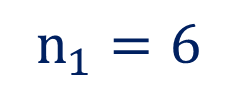 n₁ = 6